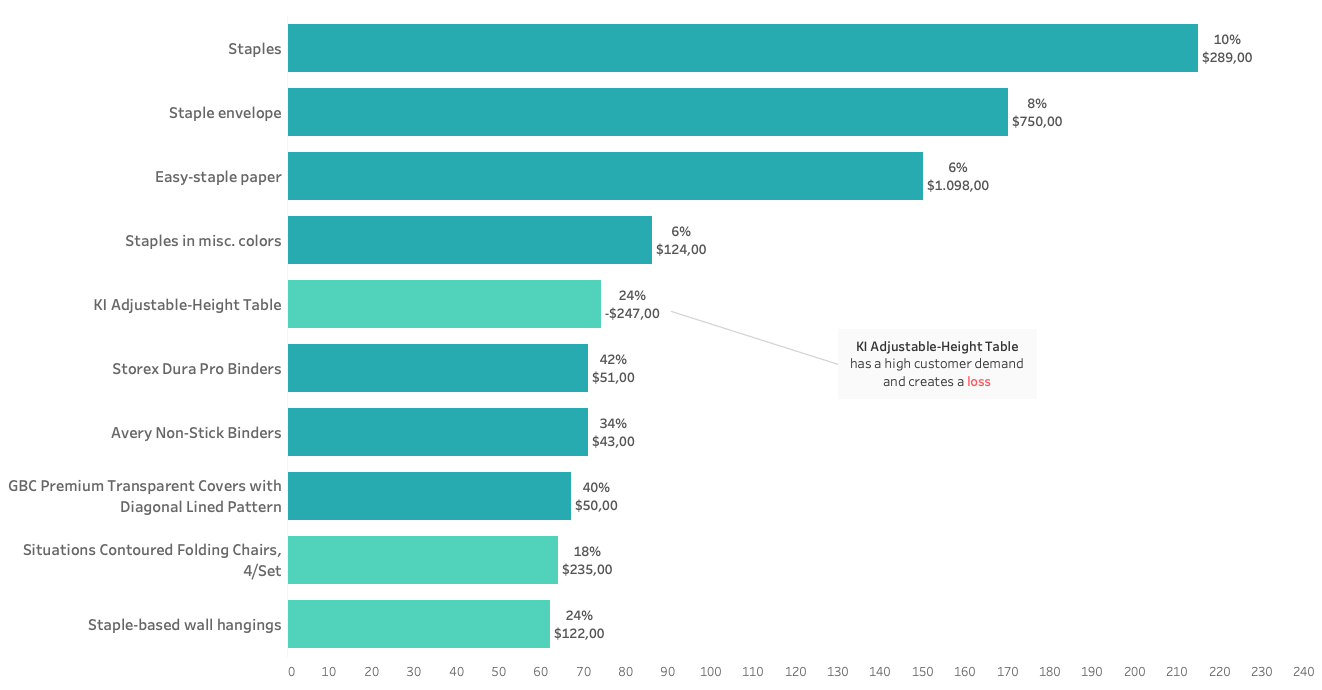 Staples
10%
$289,00
Staple envelope
8%
$750,00
Easy-staple paper
6%
$1.098,00
Staples in misc. colors
6%
$124,00
KI Adjustable-Height Table
24%
-$247,00
KI Adjustable-Height Table
has a high customer demand
and creates a loss
Storex Dura Pro Binders
42%
$51,00
Avery Non-Stick Binders
34%
$43,00
GBC Premium Transparent Covers with
Diagonal Lined Pattern
40%
$50,00
Situations Contoured Folding Chairs,
4/Set
18%
$235,00
Staple-based wall hangings
24%
$122,00
0 10 20 30 40 50 60 70 80 90 100 110 120 130 140 150 160 170 180 190 200 210 220 230 240